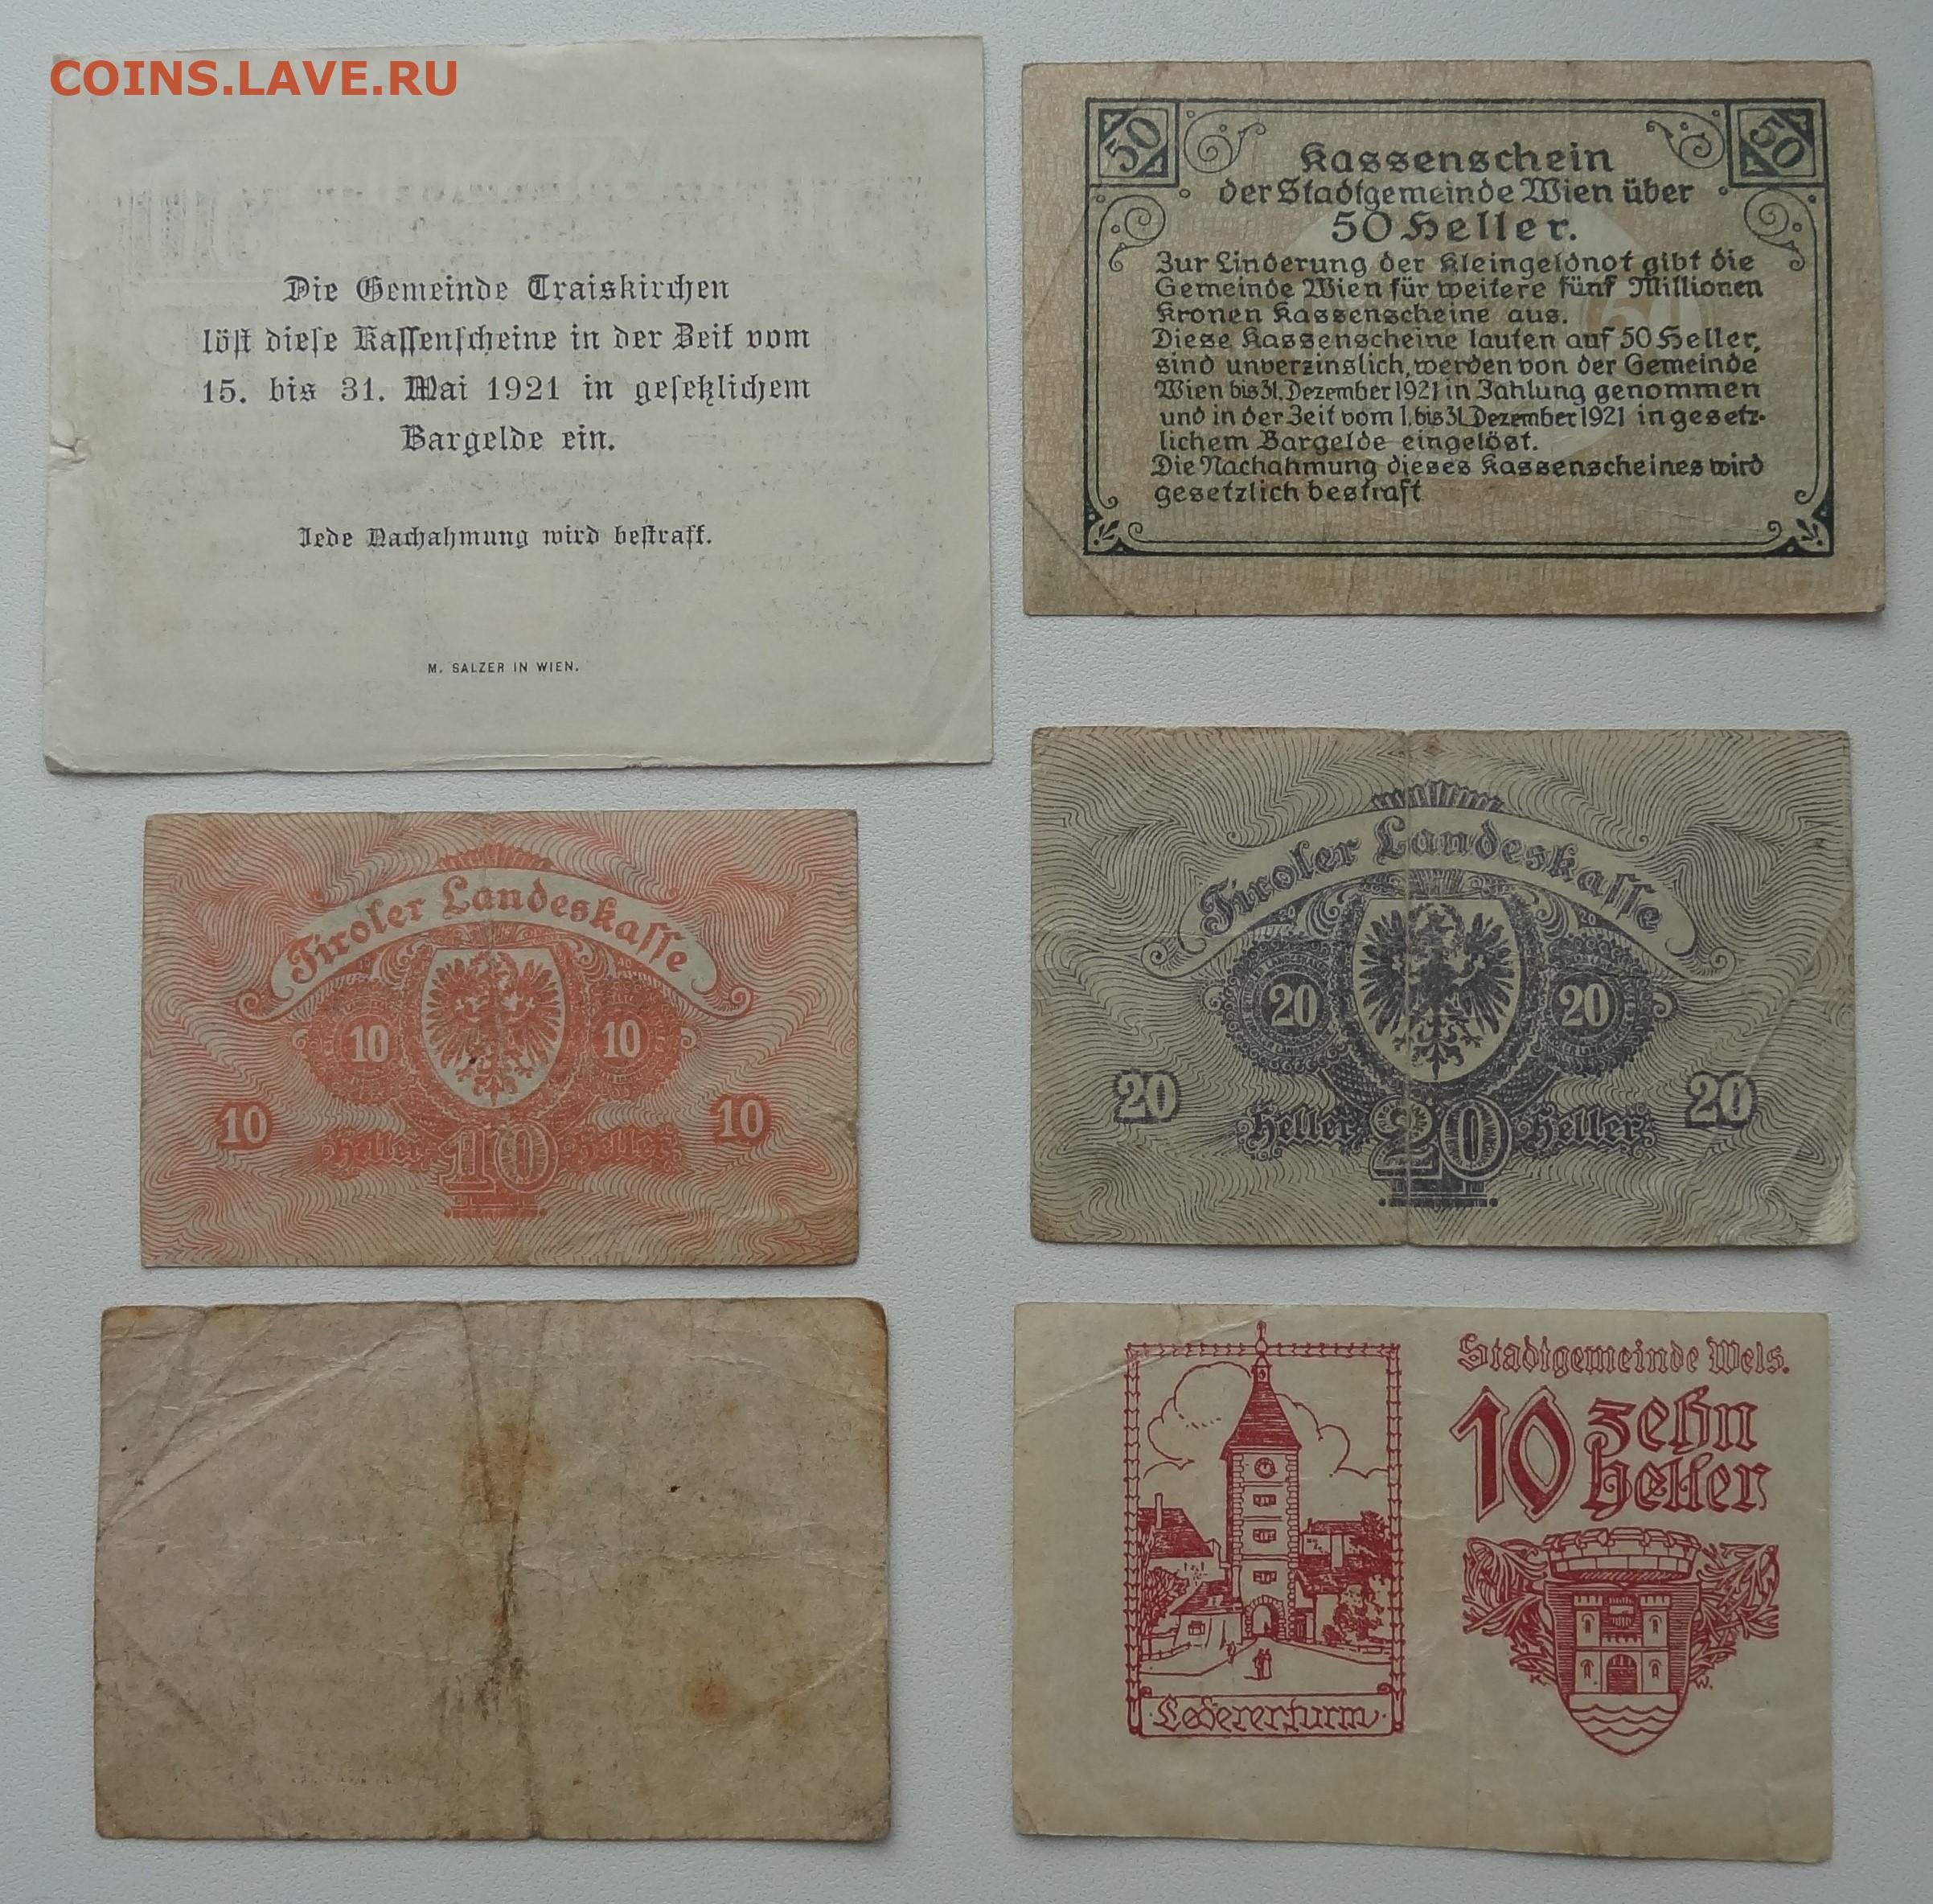 COINS.LAVE.RU
Die Gemeinde Traiskirchen
löst diese Kassenscheine in der Zeit vom
15. bis 31. Mai 1921 in gesetzlichem
Bargelde ein.
Jede Nachahmung wird bestraft.
M. SALZER IN WIEN.
50 50
Kassenschein
der Stadtgemeinde Wien über
50 Heller.
Zur Linderung der Kleingeldnot gibt die
Gemeinde Wien für weitere fünf Millionen
Kronen Kassenscheine aus.
Diese Kassenscheine lauten auf 50 Heller,
sind unverzinslich, werden von der Gemeinde
Wien bis 31. Dezember 1921 in Zahlung genommen
und in der Zeit vom 1. bis 31. Dezember 1921 in gesetz-
lichem Bargelde eingelöst.
Die Nachahmung dieses Kassenscheines wird
gesetzlich bestraft
Tiroler Landeskasse
10 10
10 10
Heller 10 Heller
Tiroler Landeskasse
20 20
20 20
Heller 20 Heller
Stadtgemeinde Wels.
10 zehn
Heller
Ledererturm